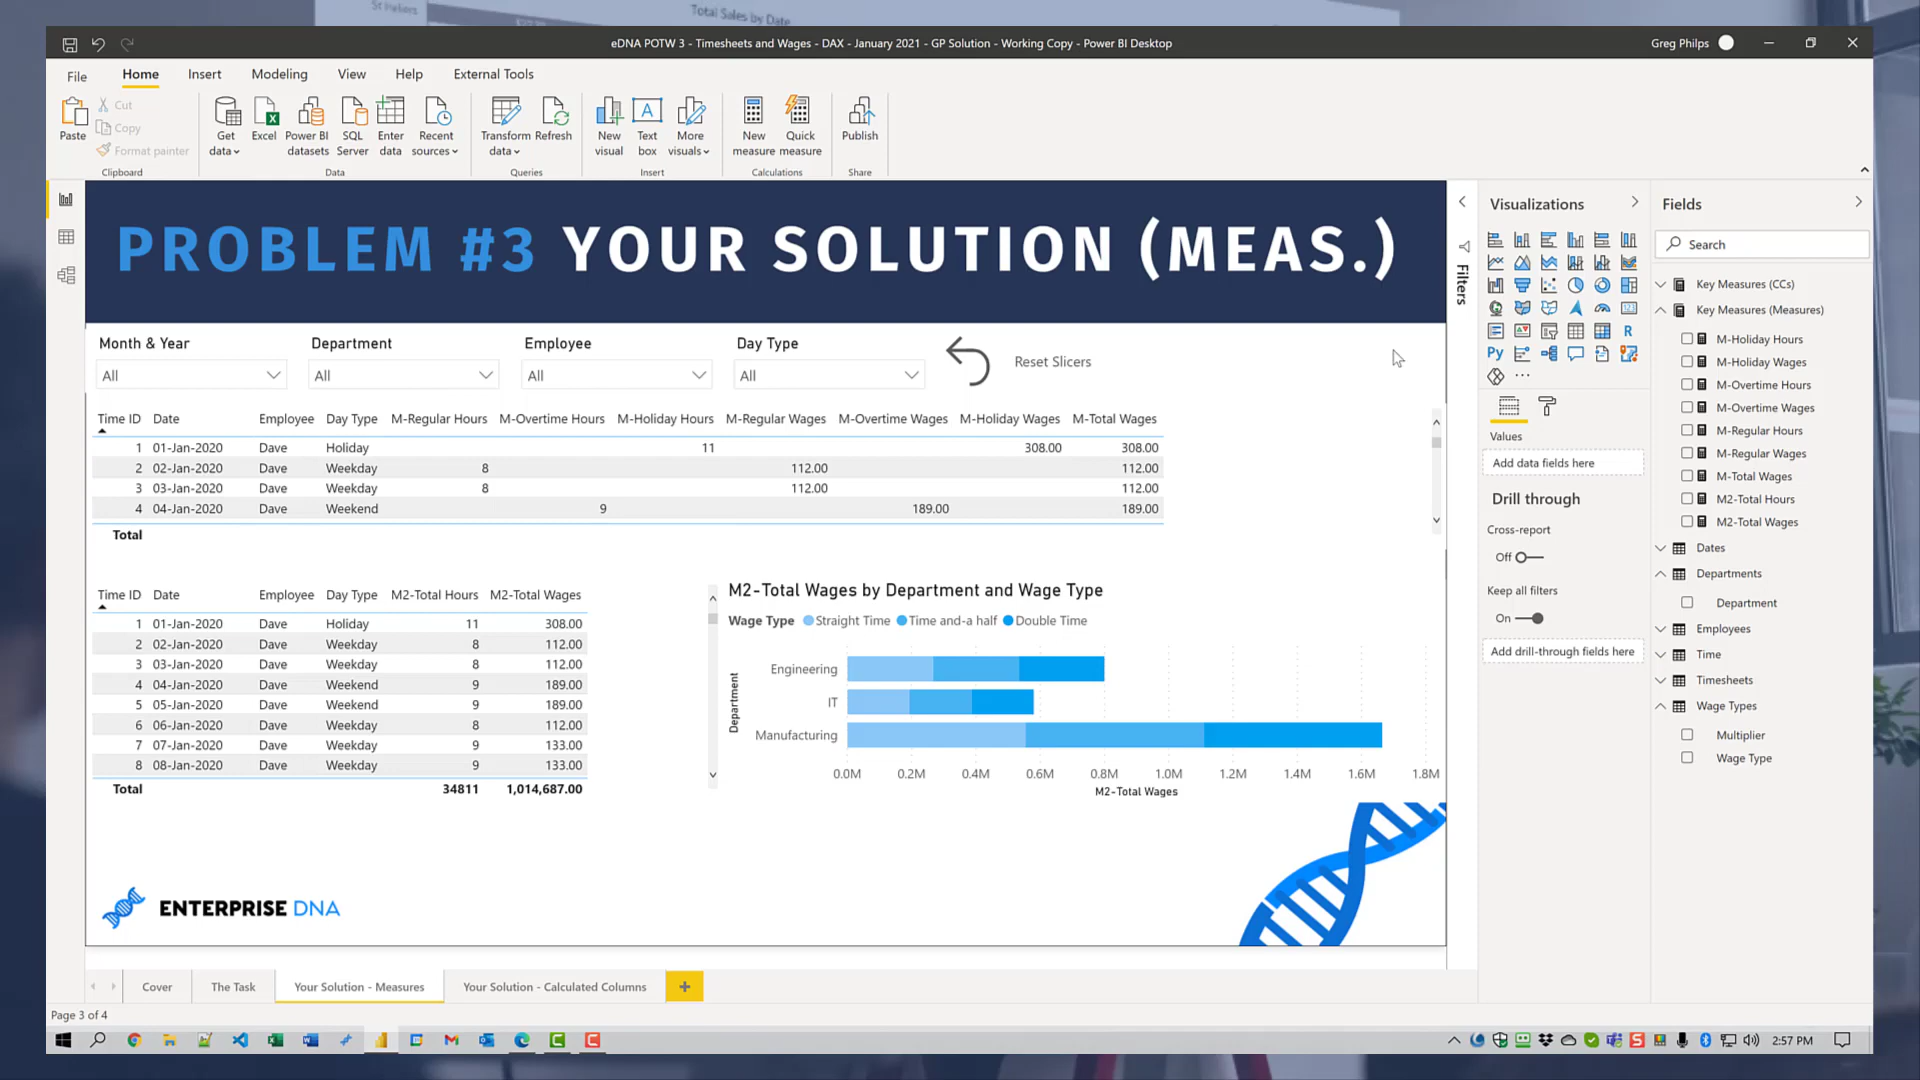 St Heliers
Total Sales by Date
eDNA POTW 3 - Timesheets and Wages - DAX - January 2021 - GP Solution - Working Copy - Power BI Desktop
Greg Philps
File Home Insert Modeling View Help External Tools
Paste
Cut
Copy
Format painter
Clipboard
Get data
Excel
Power BI datasets
SQL Server
Enter data
Recent sources
Data
Transform data
Refresh
Queries
New visual
Text box
More visuals
Insert
New measure
Quick measure
Calculations
Publish
Share
PROBLEM #3 YOUR SOLUTION (MEAS.)
Month & Year Department Employee Day Type
All All All All
Reset Slicers
Time ID Date Employee Day Type M-Regular Hours M-Overtime Hours M-Holiday Hours M-Regular Wages M-Overtime Wages M-Holiday Wages M-Total Wages
1 01-Jan-2020 Dave Holiday 11 308.00 308.00
2 02-Jan-2020 Dave Weekday 8 112.00 112.00
3 03-Jan-2020 Dave Weekday 8 112.00 112.00
4 04-Jan-2020 Dave Weekend 9 189.00 189.00
Total
Time ID Date Employee Day Type M2-Total Hours M2-Total Wages
1 01-Jan-2020 Dave Holiday 11 308.00
2 02-Jan-2020 Dave Weekday 8 112.00
3 03-Jan-2020 Dave Weekday 8 112.00
4 04-Jan-2020 Dave Weekend 9 189.00
5 05-Jan-2020 Dave Weekend 9 189.00
6 06-Jan-2020 Dave Weekday 8 112.00
7 07-Jan-2020 Dave Weekday 9 133.00
8 08-Jan-2020 Dave Weekday 9 133.00
Total 34811 1,014,687.00
M2-Total Wages by Department and Wage Type
Wage Type Straight Time Time and-a half Double Time
Department
Engineering
IT
Manufacturing
0.0M 0.2M 0.4M 0.6M 0.8M 1.0M 1.2M 1.4M 1.6M 1.8M
M2-Total Wages
ENTERPRISE DNA
Filters
Visualizations
R
Py
Values
Add data fields here
Drill through
Cross-report
Off
Keep all filters
On
Add drill-through fields here
Fields
Search
Key Measures (CCs)
Key Measures (Measures)
M-Holiday Hours
M-Holiday Wages
M-Overtime Hours
M-Overtime Wages
M-Regular Hours
M-Regular Wages
M-Total Wages
M2-Total Hours
M2-Total Wages
Dates
Departments
Department
Employees
Time
Timesheets
Wage Types
Multiplier
Wage Type
Cover The Task Your Solution - Measures Your Solution - Calculated Columns +
Page 3 of 4
2:57 PM